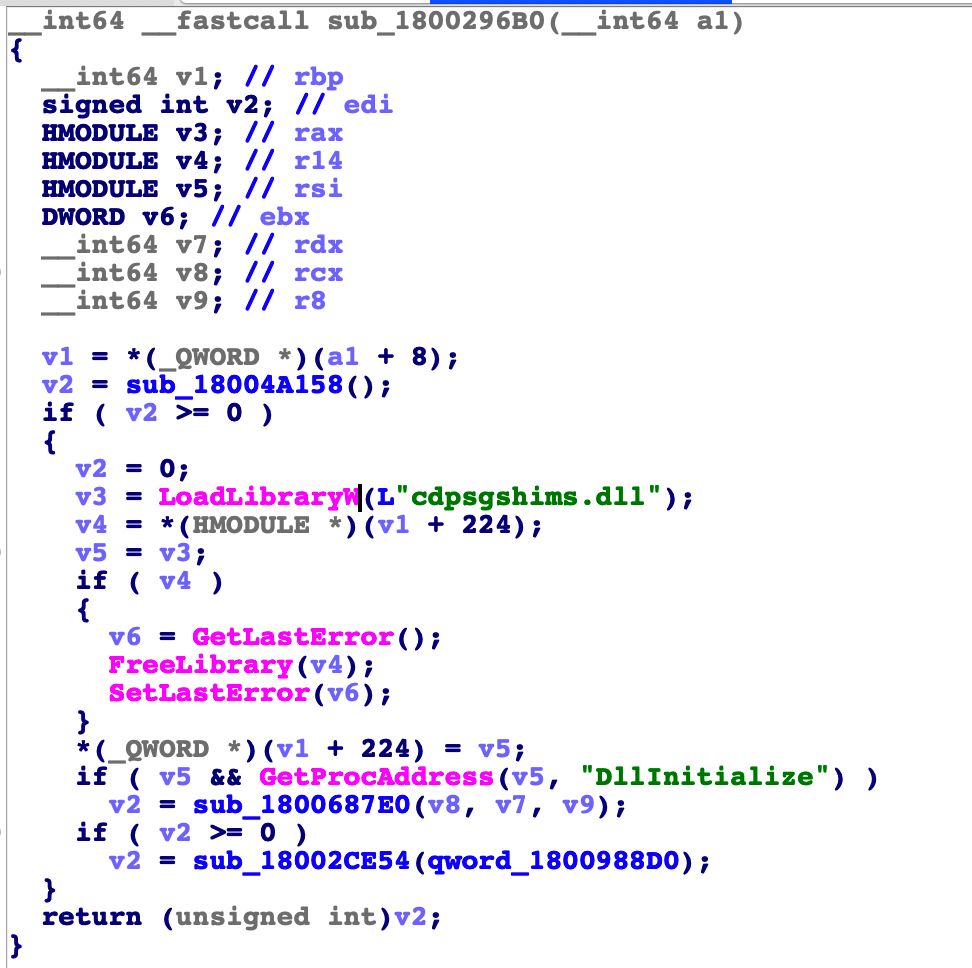 __int64 __fastcall sub_1800296B0(__int64 a1)
{
  __int64 v1; // rbp
  signed int v2; // edi
  HMODULE v3; // rax
  HMODULE v4; // r14
  HMODULE v5; // rsi
  DWORD v6; // ebx
  __int64 v7; // rdx
  __int64 v8; // rcx
  __int64 v9; // r8

  v1 = *(_QWORD *)(a1 + 8);
  v2 = sub_18004A158();
  if ( v2 >= 0 )
  {
    v2 = 0;
    v3 = LoadLibraryW(L"cdpsgshims.dll");
    v4 = *(HMODULE *)(v1 + 224);
    v5 = v3;
    if ( v4 )
    {
      v6 = GetLastError();
      FreeLibrary(v4);
      SetLastError(v6);
    }
    *(_QWORD *)(v1 + 224) = v5;
    if ( v5 && GetProcAddress(v5, "DllInitialize") )
      v2 = sub_1800687E0(v8, v7, v9);
    if ( v2 >= 0 )
      v2 = sub_18002CE54(qword_1800988D0);
  }
  return (unsigned int)v2;
}